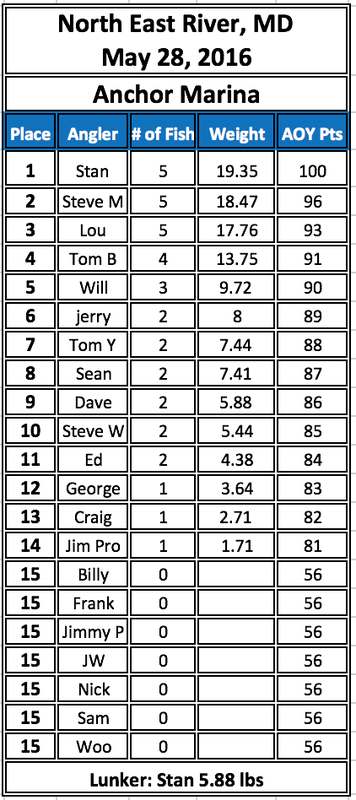 North East River, MD
May 28, 2016
Anchor Marina
Place Angler # of Fish Weight AOY Pts
1 Stan 5 19.35 100
2 Steve M 5 18.47 96
3 Lou 5 17.76 93
4 Tom B 4 13.75 91
5 Will 3 9.72 90
6 jerry 2 8 89
7 Tom Y 2 7.44 88
8 Sean 2 7.41 87
9 Dave 2 5.88 86
10 Steve W 2 5.44 85
11 Ed 2 4.38 84
12 George 1 3.64 83
13 Craig 1 2.71 82
14 Jim Pro 1 1.71 81
15 Billy 0 56
15 Frank 0 56
15 Jimmy P 0 56
15 JW 0 56
15 Nick 0 56
15 Sam 0 56
15 Woo 0 56
Lunker: Stan 5.88 lbs